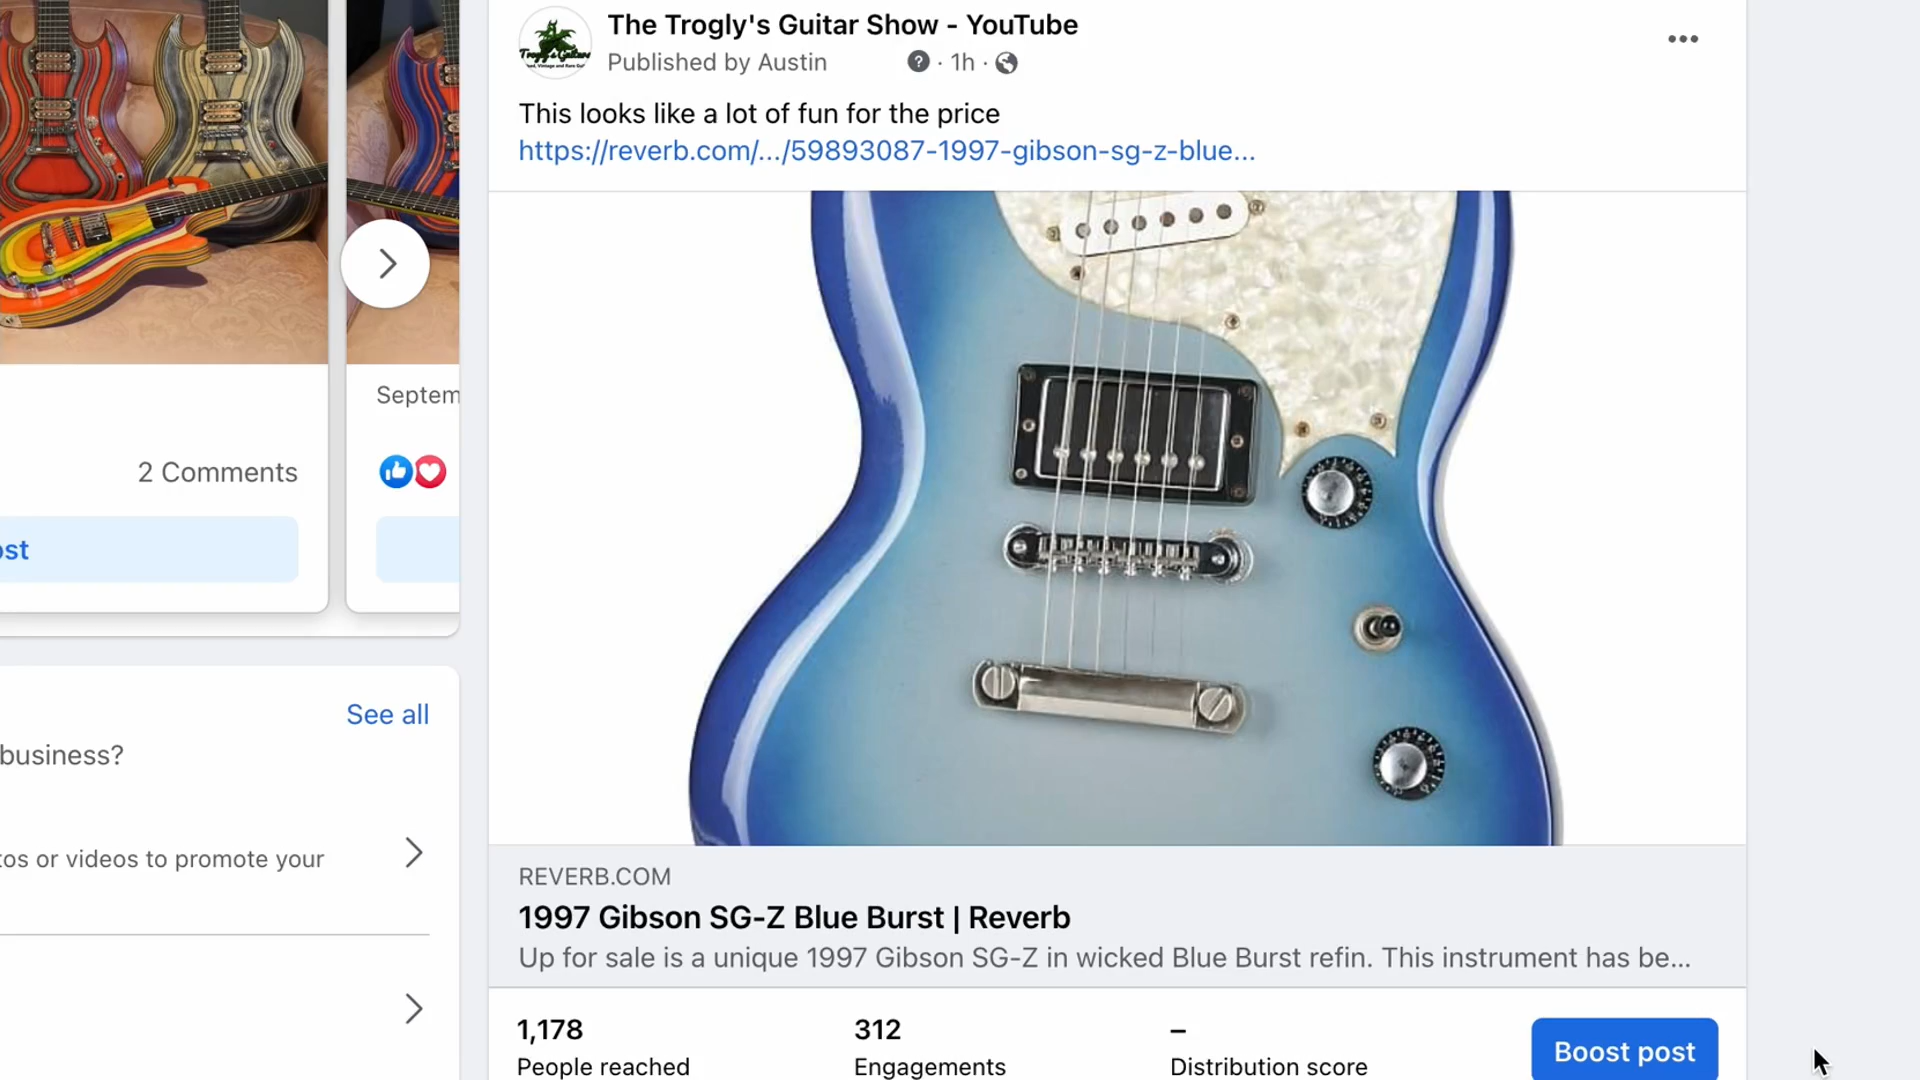 The Trogly's Guitar Show - YouTube
Published by Austin
? · 1h ·
This looks like a lot of fun for the price
https://reverb.com/.../59893087-1997-gibson-sg-z-blue...
Septem
2 Comments
ost
See all
business?
tos or videos to promote your
REVERB.COM
1997 Gibson SG-Z Blue Burst | Reverb
Up for sale is a unique 1997 Gibson SG-Z in wicked Blue Burst refin. This instrument has be...
1,178
People reached
312
Engagements
–
Distribution score
Boost post